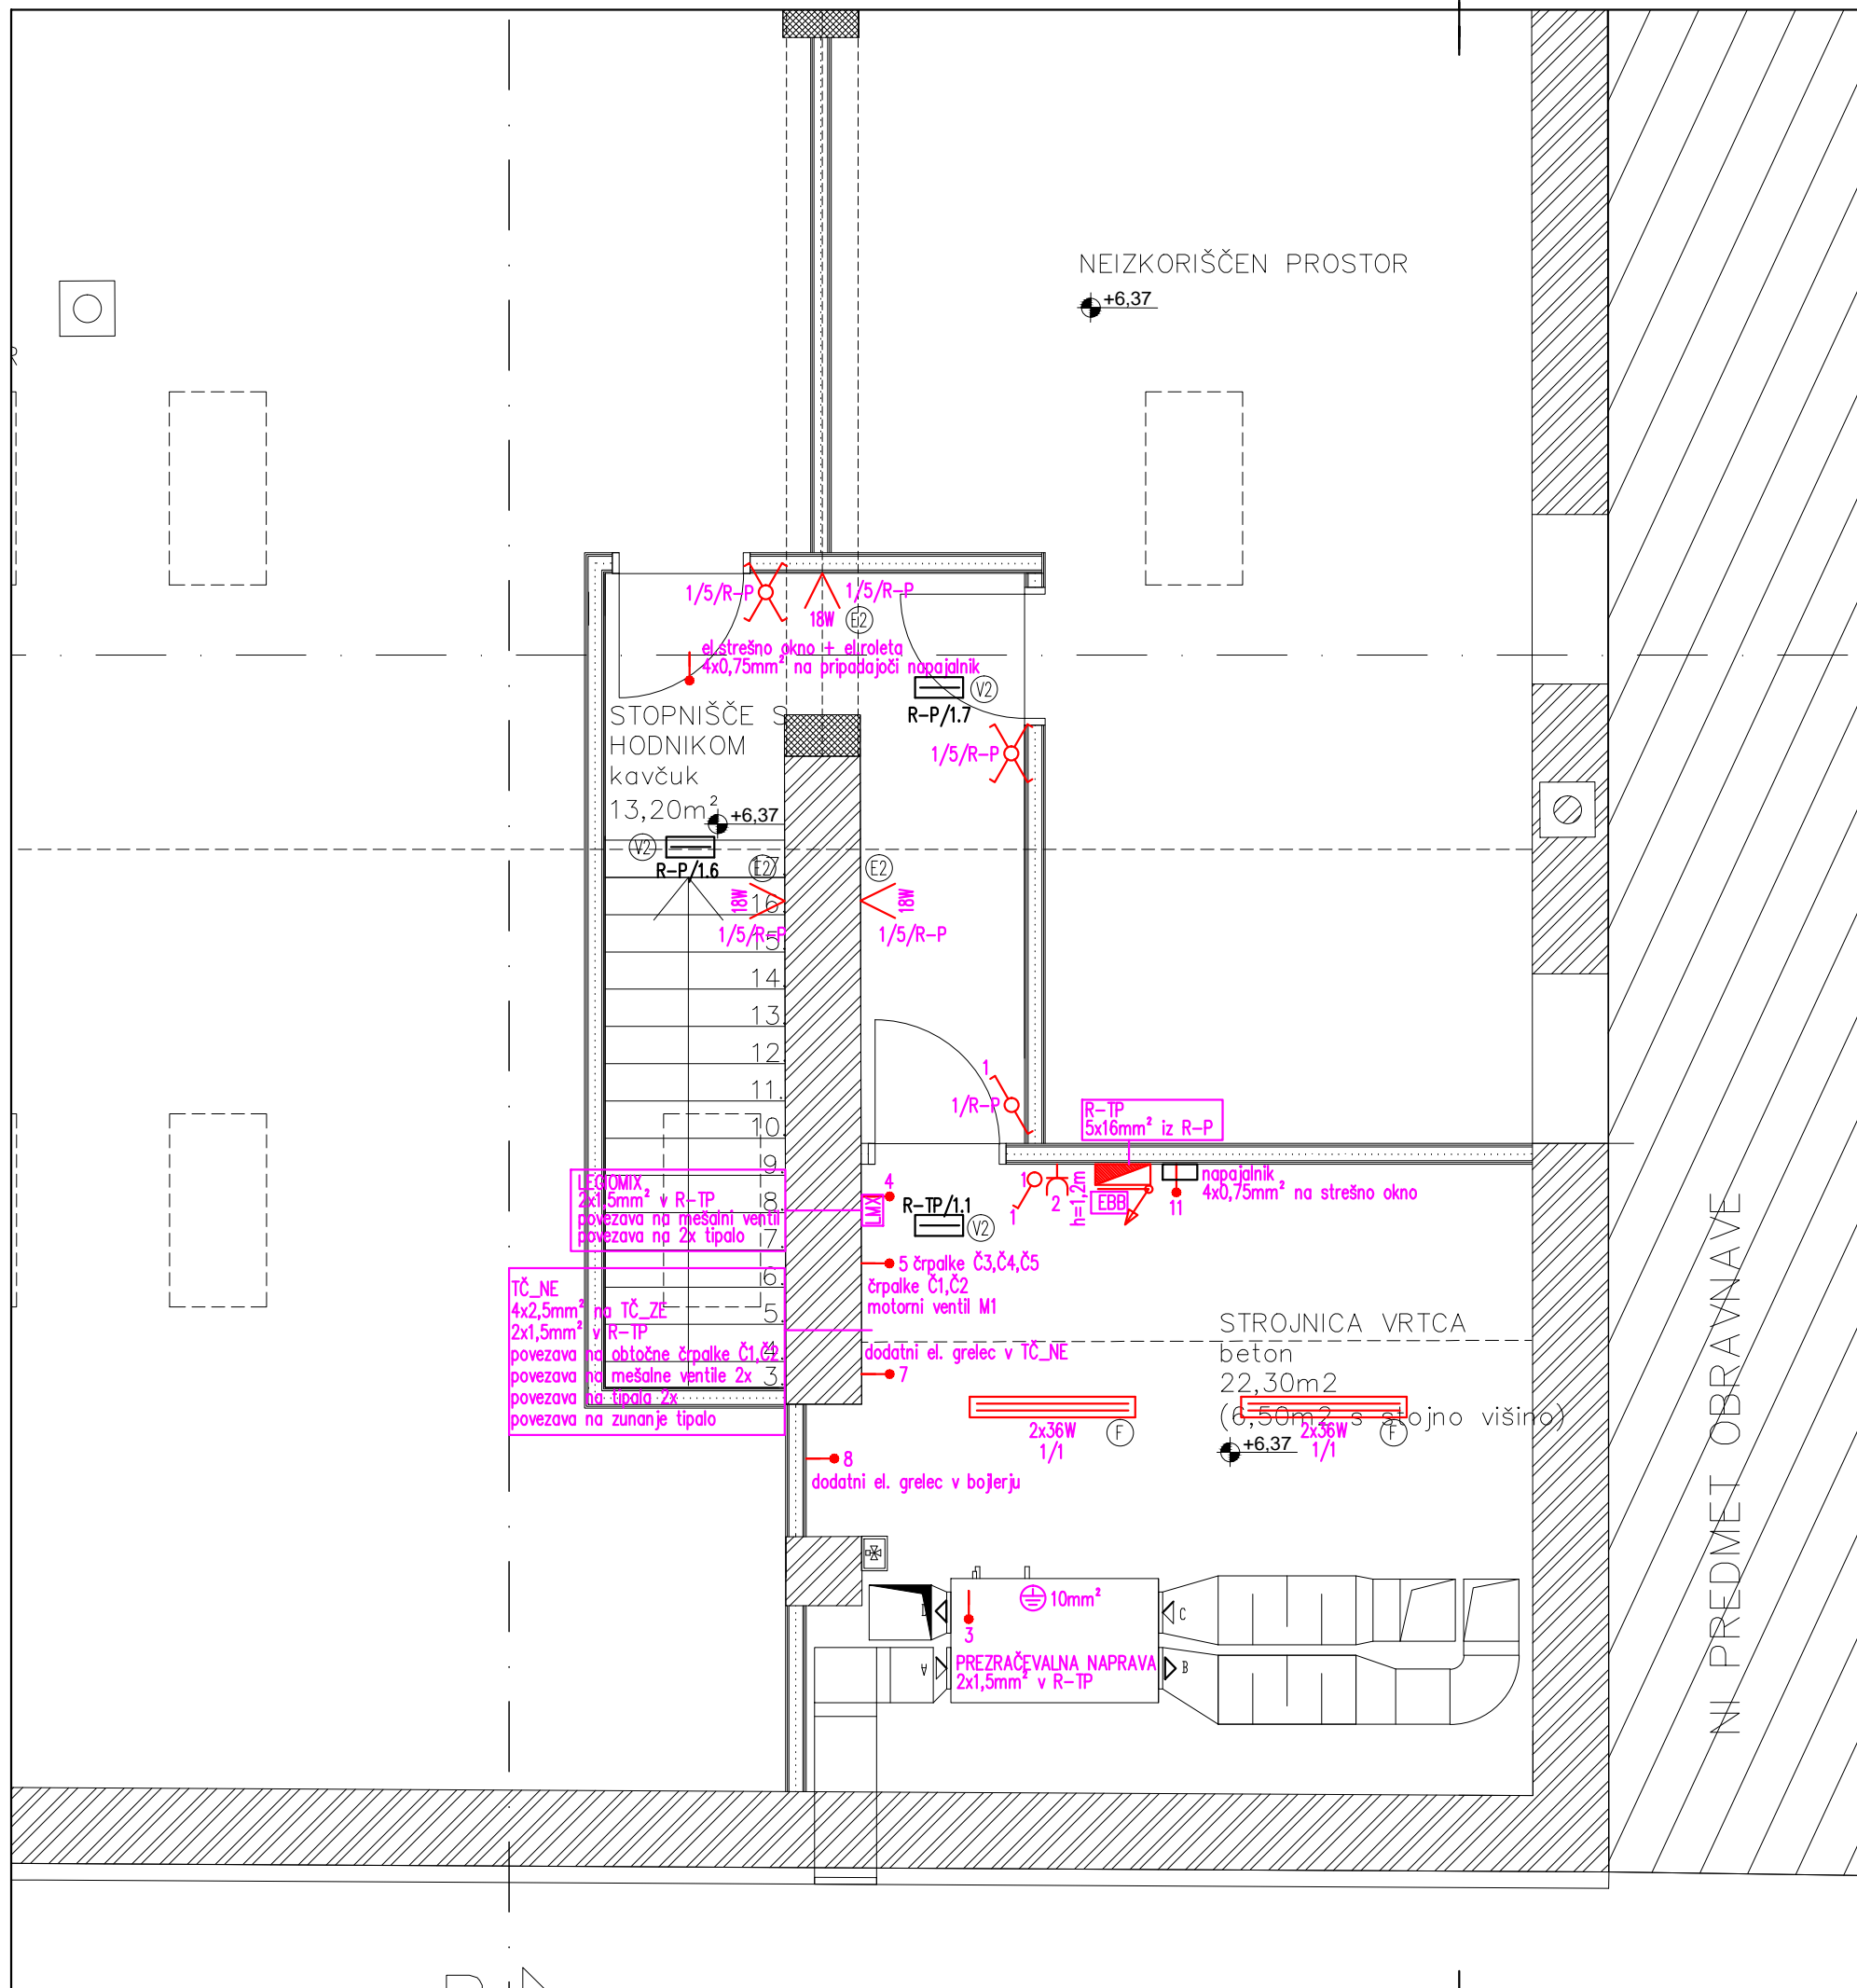 NEIZKORIŠČEN PROSTOR
+6,37
R
1/5/R-P
1/5/R-P
18W
E2
el.strešno okno + el.roleta
4x0,75mm² na pripadajoči napajalnik
V2
R-P/1.7
STOPNIŠČE S
HODNIKOM
kavčuk
13,20m²
+6,37
1/5/R-P
V2
R-P/1.6
E2
E2
17.
18W
16.
18W
1/5/R-P
15.
1/5/R-P
14.
13.
12.
11.
10.
9.
8.
7.
6.
5.
4.
3.
1
1/R-P
R-TP
5x16mm² iz R-P
LEGIOMIX
2x1,5mm² v R-TP
povezava na mešalni ventil
povezava na 2x tipalo
4
LMX
R-TP/1.1
V2
1
1
2
h=1,2m
EBB
napajalnik
4x0,75mm² na strešno okno
11
5 črpalke Č3,Č4,Č5
črpalke Č1,Č2
motorni ventil M1
TČ_NE
4x2,5mm² na TČ_ZE
2x1,5mm² v R-TP
povezava na obtočne črpalke Č1,Č2
povezava na mešalne ventile 2x
povezava na tipala 2x
povezava na zunanje tipalo
dodatni el. grelec v TČ_NE
7
STROJNICA VRTCA
beton
22,30m2
(6,50m2 s stojno višino)
+6,37
2x36W
1/1
F
2x36W
1/1
F
8
dodatni el. grelec v bojlerju
10mm²
3
D
C
A
B
PREZRAČEVALNA NAPRAVA
2x1,5mm² v R-TP
NI PREDMET OBRAVNAVE